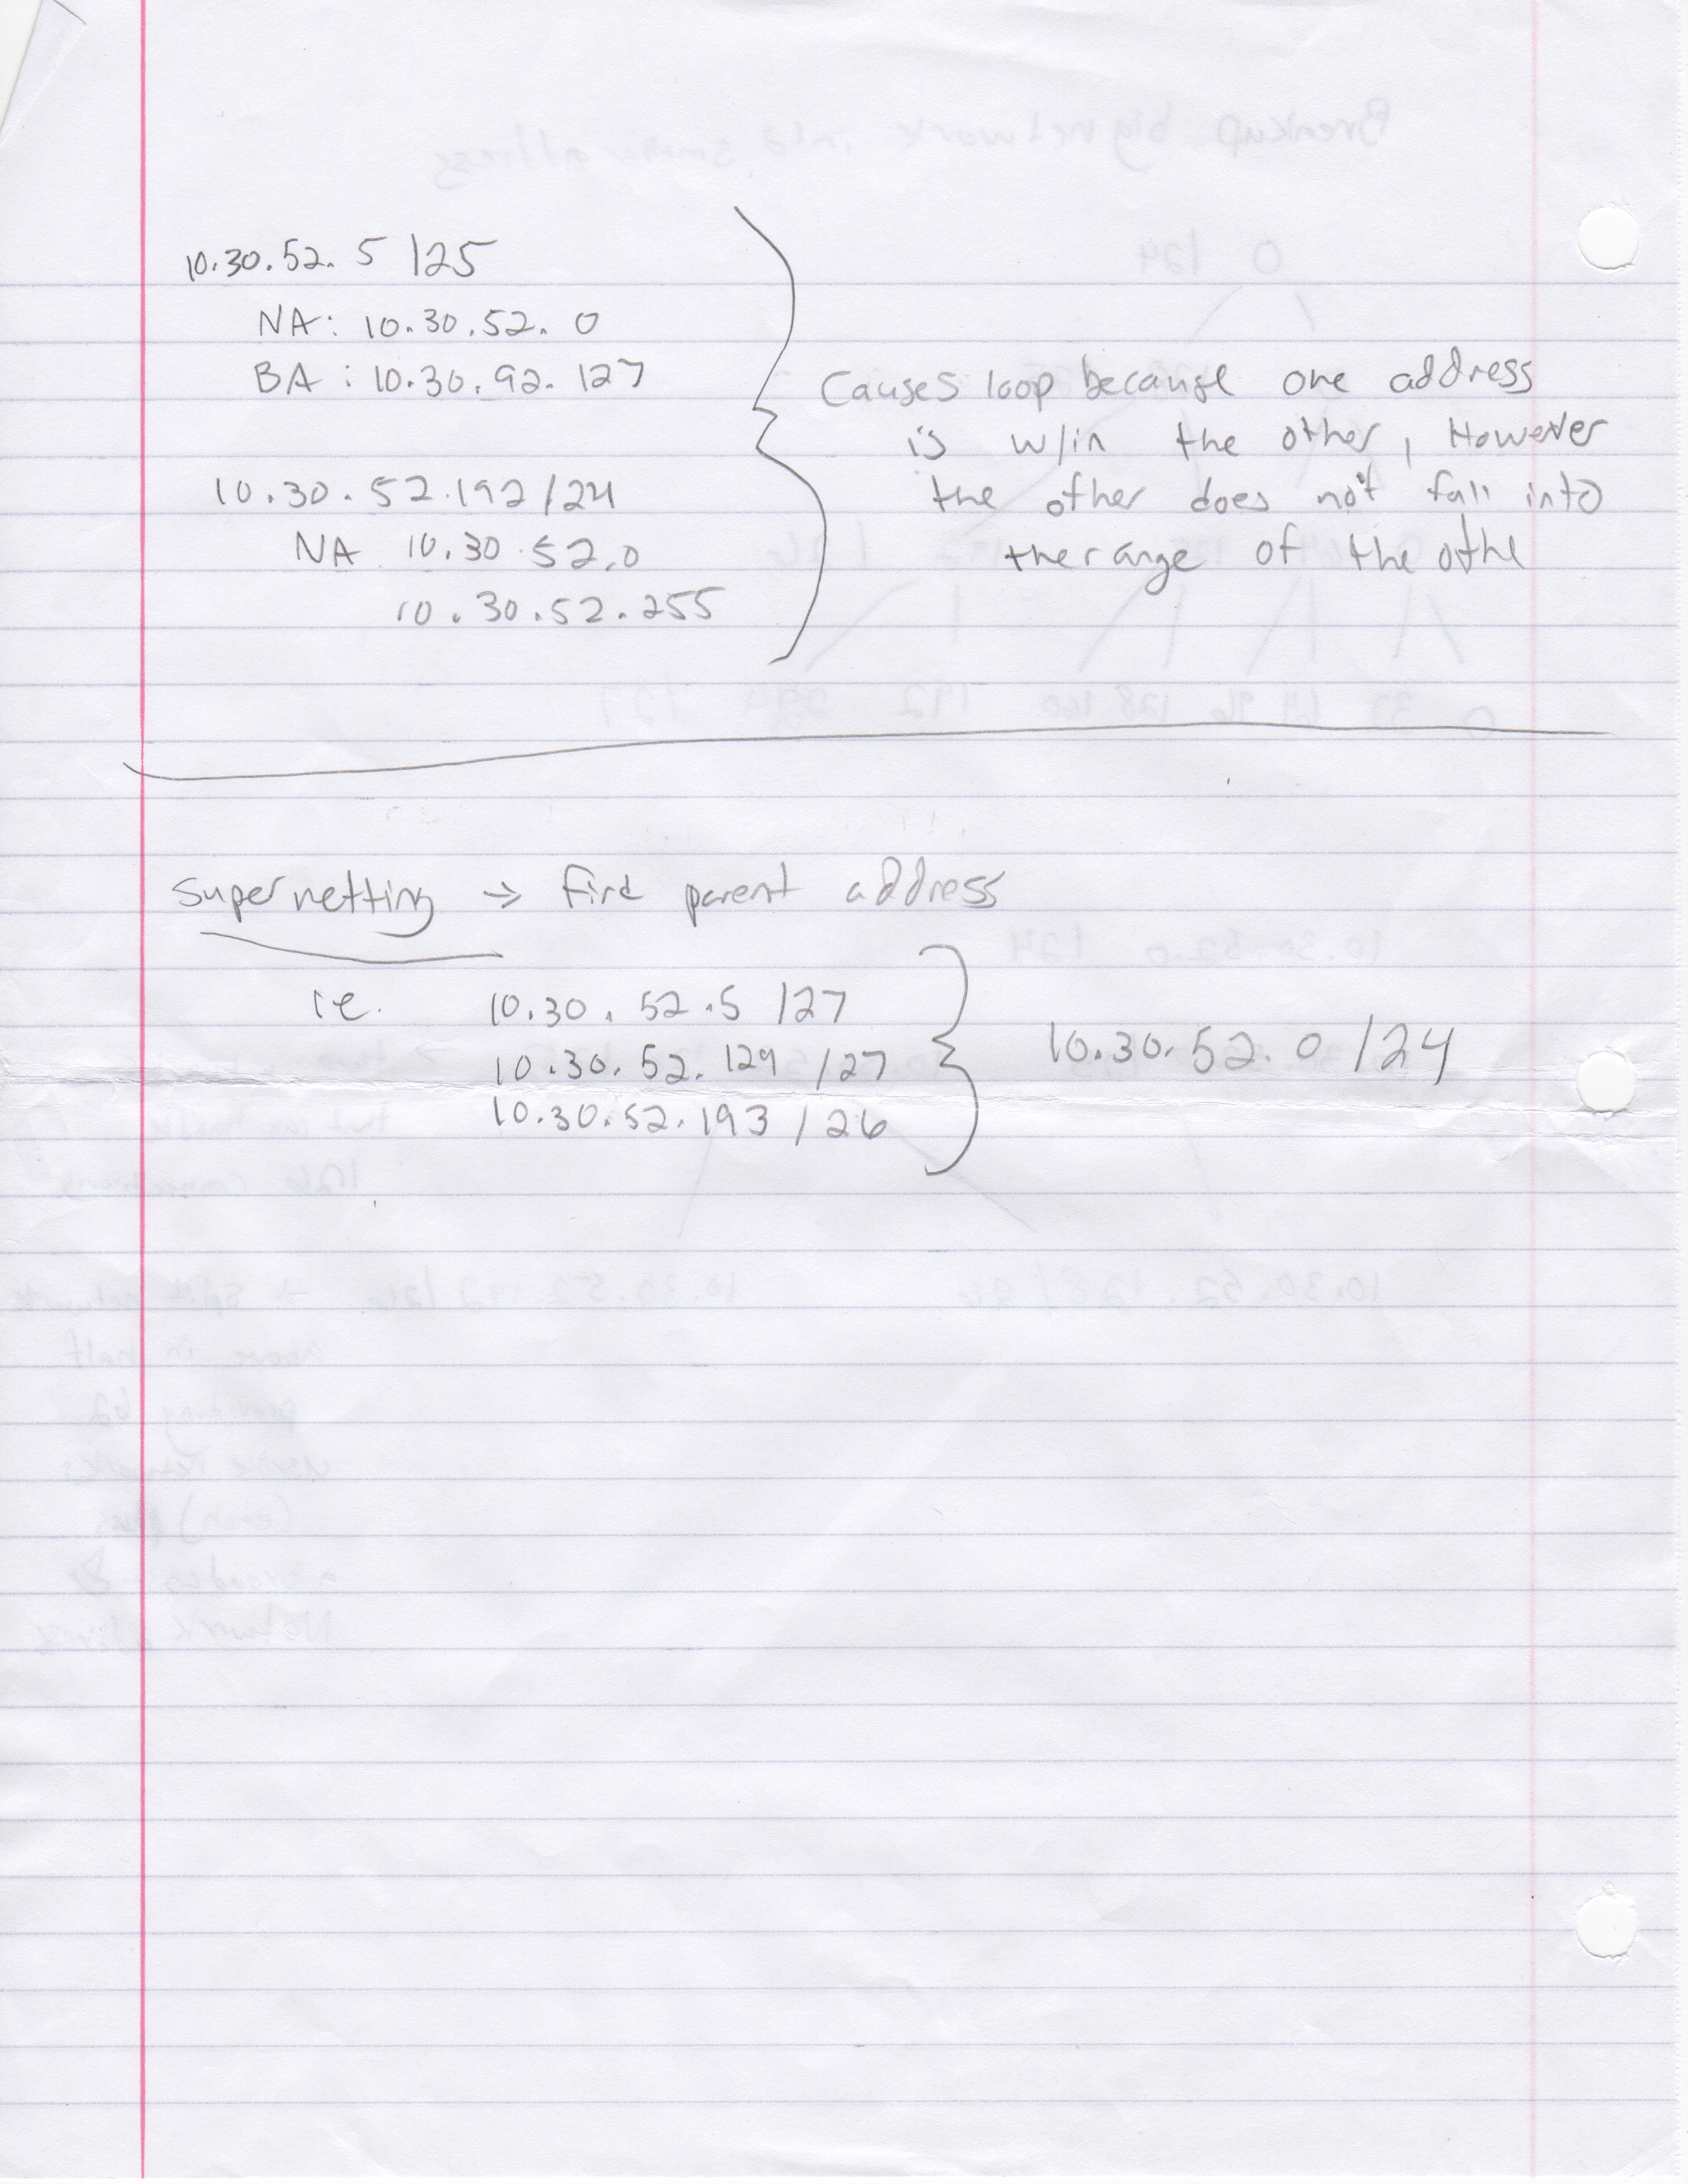 10.30.52. 5 /25
NA: 10.30.52. 0
BA: 10.30.92. 127
10.30.52.192/24
NA 10.30.52.0
10.30.52.255
Causes loop because one address
is w/in the other, However
the other does not fall into
the range of the othe
Supernetting → Find parent address
ie. 10.30. 52.5 /27
10.30.52.129 /27
10.30.52.193 /26
10.30.52.0 /24